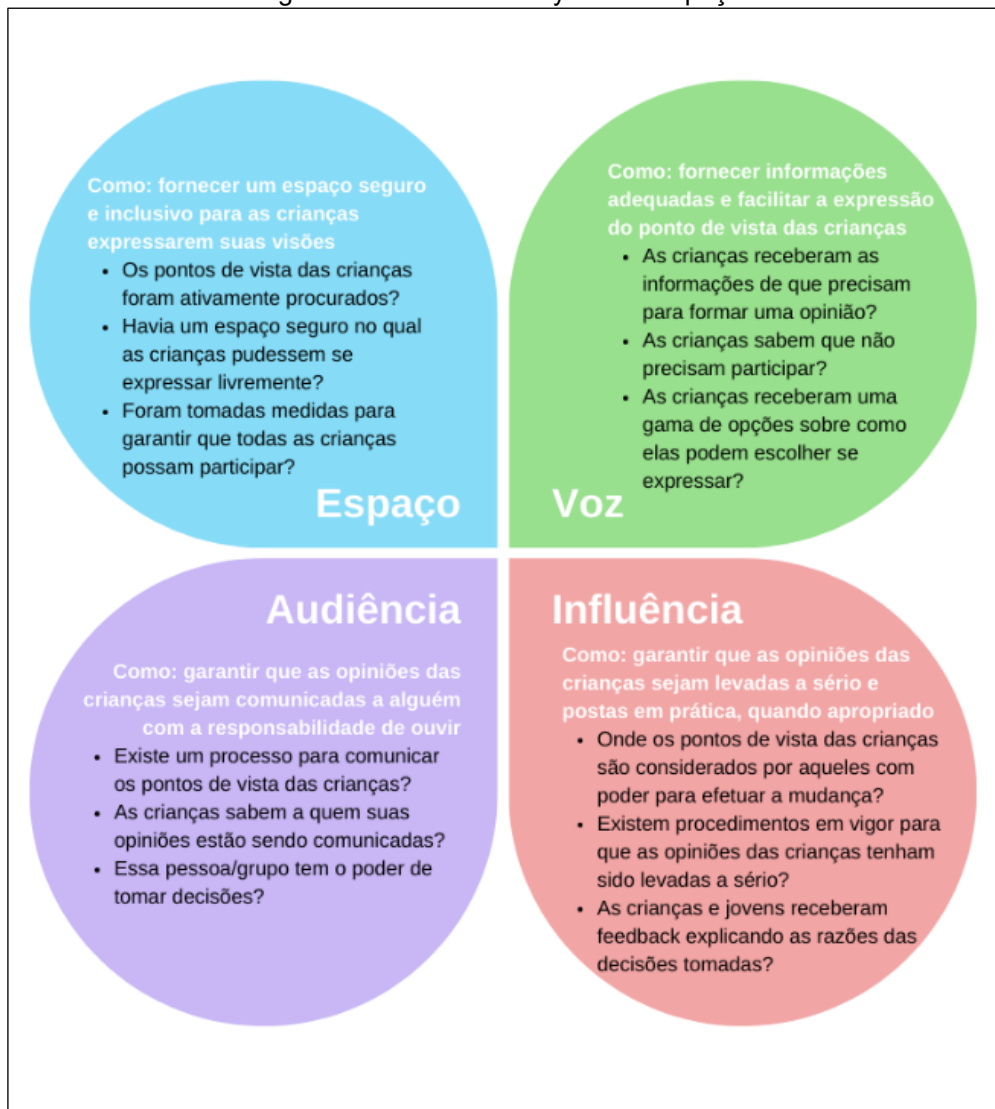 Como: fornecer um espaço seguro
e inclusivo para as crianças
expressarem suas visões
• Os pontos de vista das crianças
foram ativamente procurados?
• Havia um espaço seguro no qual
as crianças pudessem se
expressar livremente?
• Foram tomadas medidas para
garantir que todas as crianças
possam participar?
Espaço
Como: fornecer informações
adequadas e facilitar a expressão
do ponto de vista das crianças
• As crianças receberam as
informações de que precisam
para formar uma opinião?
• As crianças sabem que não
precisam participar?
• As crianças receberam uma
gama de opções sobre como
elas podem escolher se
expressar?
Voz
Audiência
Como: garantir que as opiniões das
crianças sejam comunicadas a alguém
com a responsabilidade de ouvir
• Existe um processo para comunicar
os pontos de vista das crianças?
• As crianças sabem a quem suas
opiniões estão sendo comunicadas?
• Essa pessoa/grupo tem o poder de
tomar decisões?
Influência
Como: garantir que as opiniões das
crianças sejam levadas a sério e
postas em prática, quando apropriado
• Onde os pontos de vista das crianças
são considerados por aqueles com
poder para efetuar a mudança?
• Existem procedimentos em vigor para
que as opiniões das crianças tenham
sido levadas a sério?
• As crianças e jovens receberam
feedback explicando as razões das
decisões tomadas?